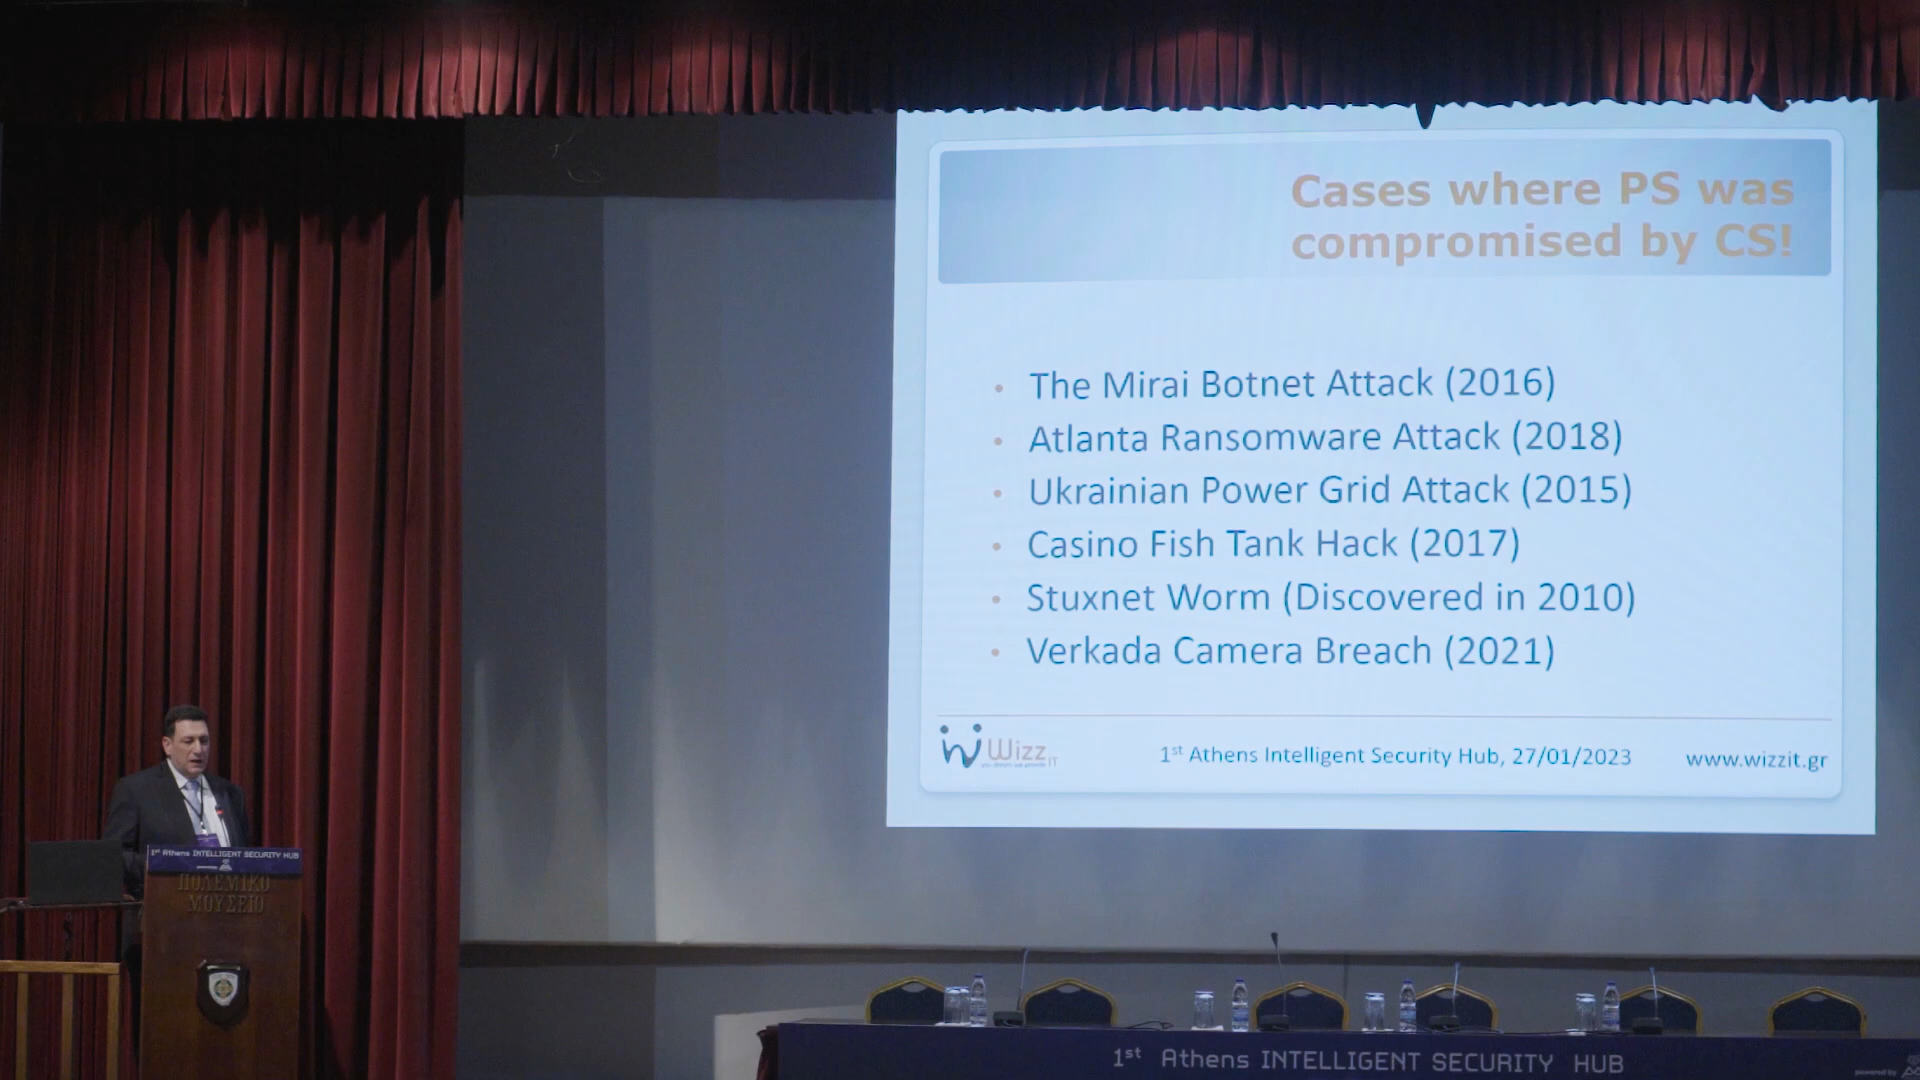 Cases where PS was
compromised by CS!
• The Mirai Botnet Attack (2016)
• Atlanta Ransomware Attack (2018)
• Ukrainian Power Grid Attack (2015)
• Casino Fish Tank Hack (2017)
• Stuxnet Worm (Discovered in 2010)
• Verkada Camera Breach (2021)
Wizz IT
1st Athens Intelligent Security Hub, 27/01/2023
www.wizzit.gr
1st Athens INTELLIGENT SECURITY HUB
ΠΟΛΕΜΙΚΟ
ΜΟΥΣΕΙΟ
1st Athens INTELLIGENT SECURITY HUB
powered by